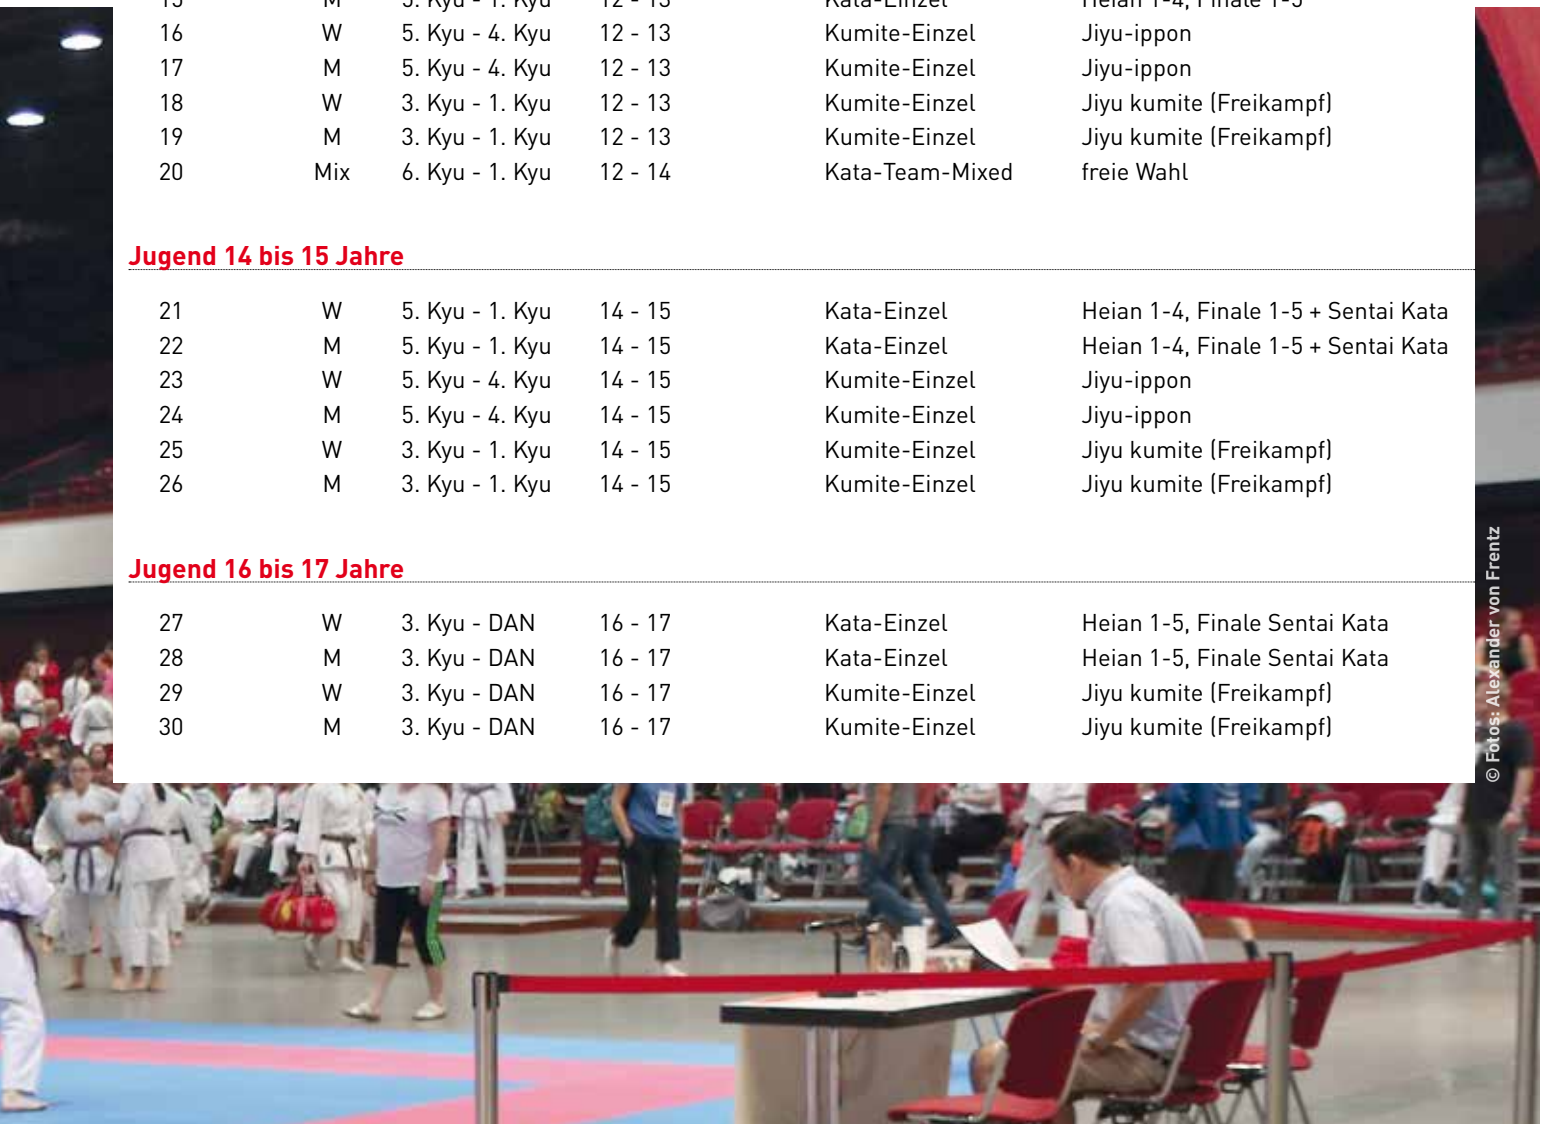 16 W 5. Kyu - 4. Kyu 12 - 13 Kumite-Einzel Jiyu-ippon
17 M 5. Kyu - 4. Kyu 12 - 13 Kumite-Einzel Jiyu-ippon
18 W 3. Kyu - 1. Kyu 12 - 13 Kumite-Einzel Jiyu kumite (Freikampf)
19 M 3. Kyu - 1. Kyu 12 - 13 Kumite-Einzel Jiyu kumite (Freikampf)
20 Mix 6. Kyu - 1. Kyu 12 - 14 Kata-Team-Mixed freie Wahl
Jugend 14 bis 15 Jahre
21 W 5. Kyu - 1. Kyu 14 - 15 Kata-Einzel Heian 1-4, Finale 1-5 + Sentai Kata
22 M 5. Kyu - 1. Kyu 14 - 15 Kata-Einzel Heian 1-4, Finale 1-5 + Sentai Kata
23 W 5. Kyu - 4. Kyu 14 - 15 Kumite-Einzel Jiyu-ippon
24 M 5. Kyu - 4. Kyu 14 - 15 Kumite-Einzel Jiyu-ippon
25 W 3. Kyu - 1. Kyu 14 - 15 Kumite-Einzel Jiyu kumite (Freikampf)
26 M 3. Kyu - 1. Kyu 14 - 15 Kumite-Einzel Jiyu kumite (Freikampf)
Jugend 16 bis 17 Jahre
27 W 3. Kyu - DAN 16 - 17 Kata-Einzel Heian 1-5, Finale Sentai Kata
28 M 3. Kyu - DAN 16 - 17 Kata-Einzel Heian 1-5, Finale Sentai Kata
29 W 3. Kyu - DAN 16 - 17 Kumite-Einzel Jiyu kumite (Freikampf)
30 M 3. Kyu - DAN 16 - 17 Kumite-Einzel Jiyu kumite (Freikampf)
© Fotos: Alexander von Frentz